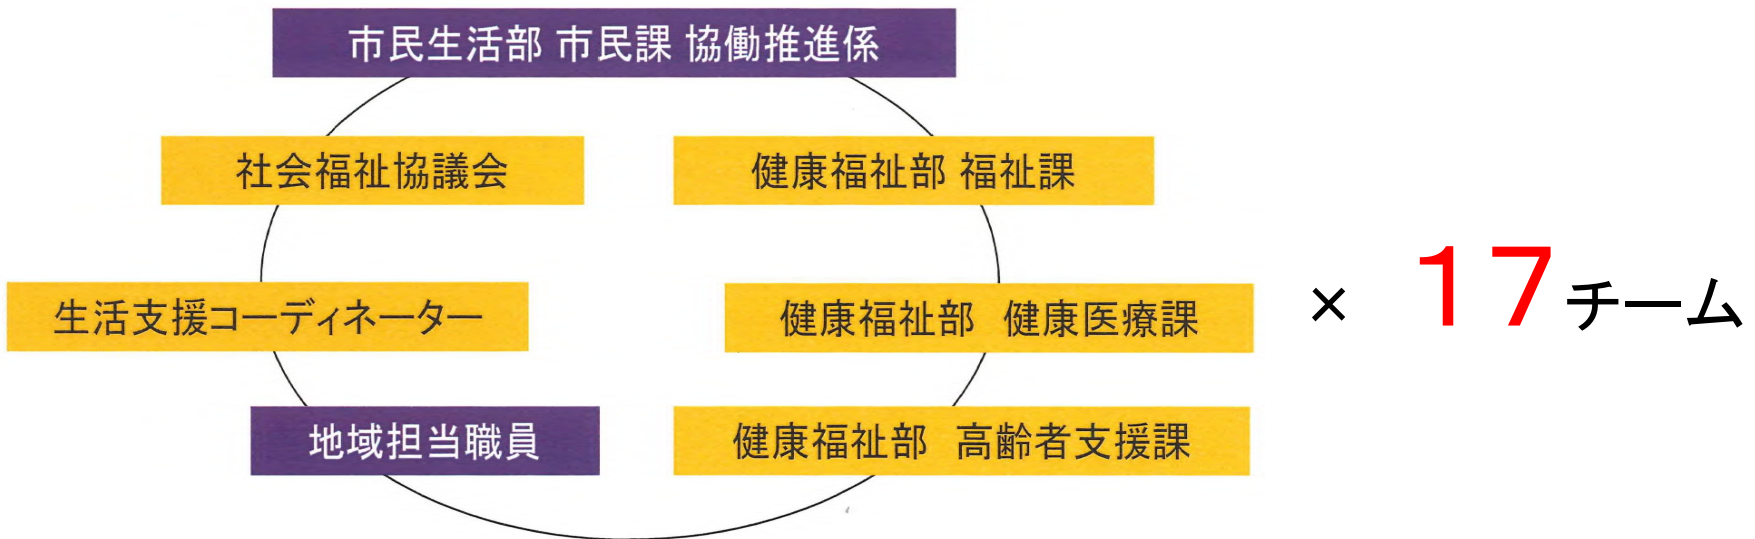 市民生活部 市民課 協働推進係
社会福祉協議会
健康福祉部 福祉課
生活支援コーディネーター
健康福祉部 健康医療課
× 17チーム
地域担当職員
健康福祉部 高齢者支援課